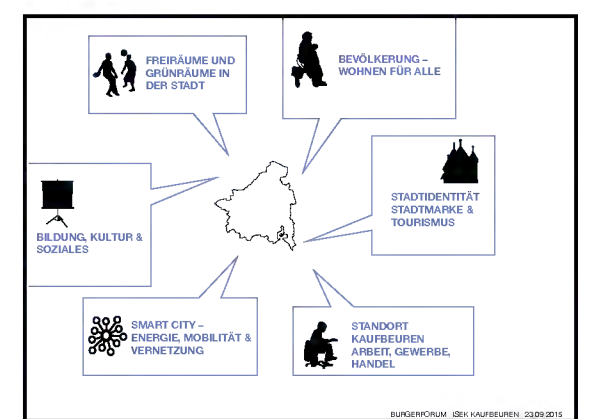 FREIRÄUME UND
GRÜNRÄUME IN
DER STADT
BEVÖLKERUNG –
WOHNEN FÜR ALLE
BILDUNG, KULTUR &
SOZIALES
STADTIDENTITÄT
STADTMARKE &
TOURISMUS
SMART CITY –
ENERGIE, MOBILITÄT &
VERNETZUNG
STANDORT
KAUFBEUREN
ARBEIT, GEWERBE,
HANDEL
BÜRGERFORUM ISEK KAUFBEUREN 23.09.2015